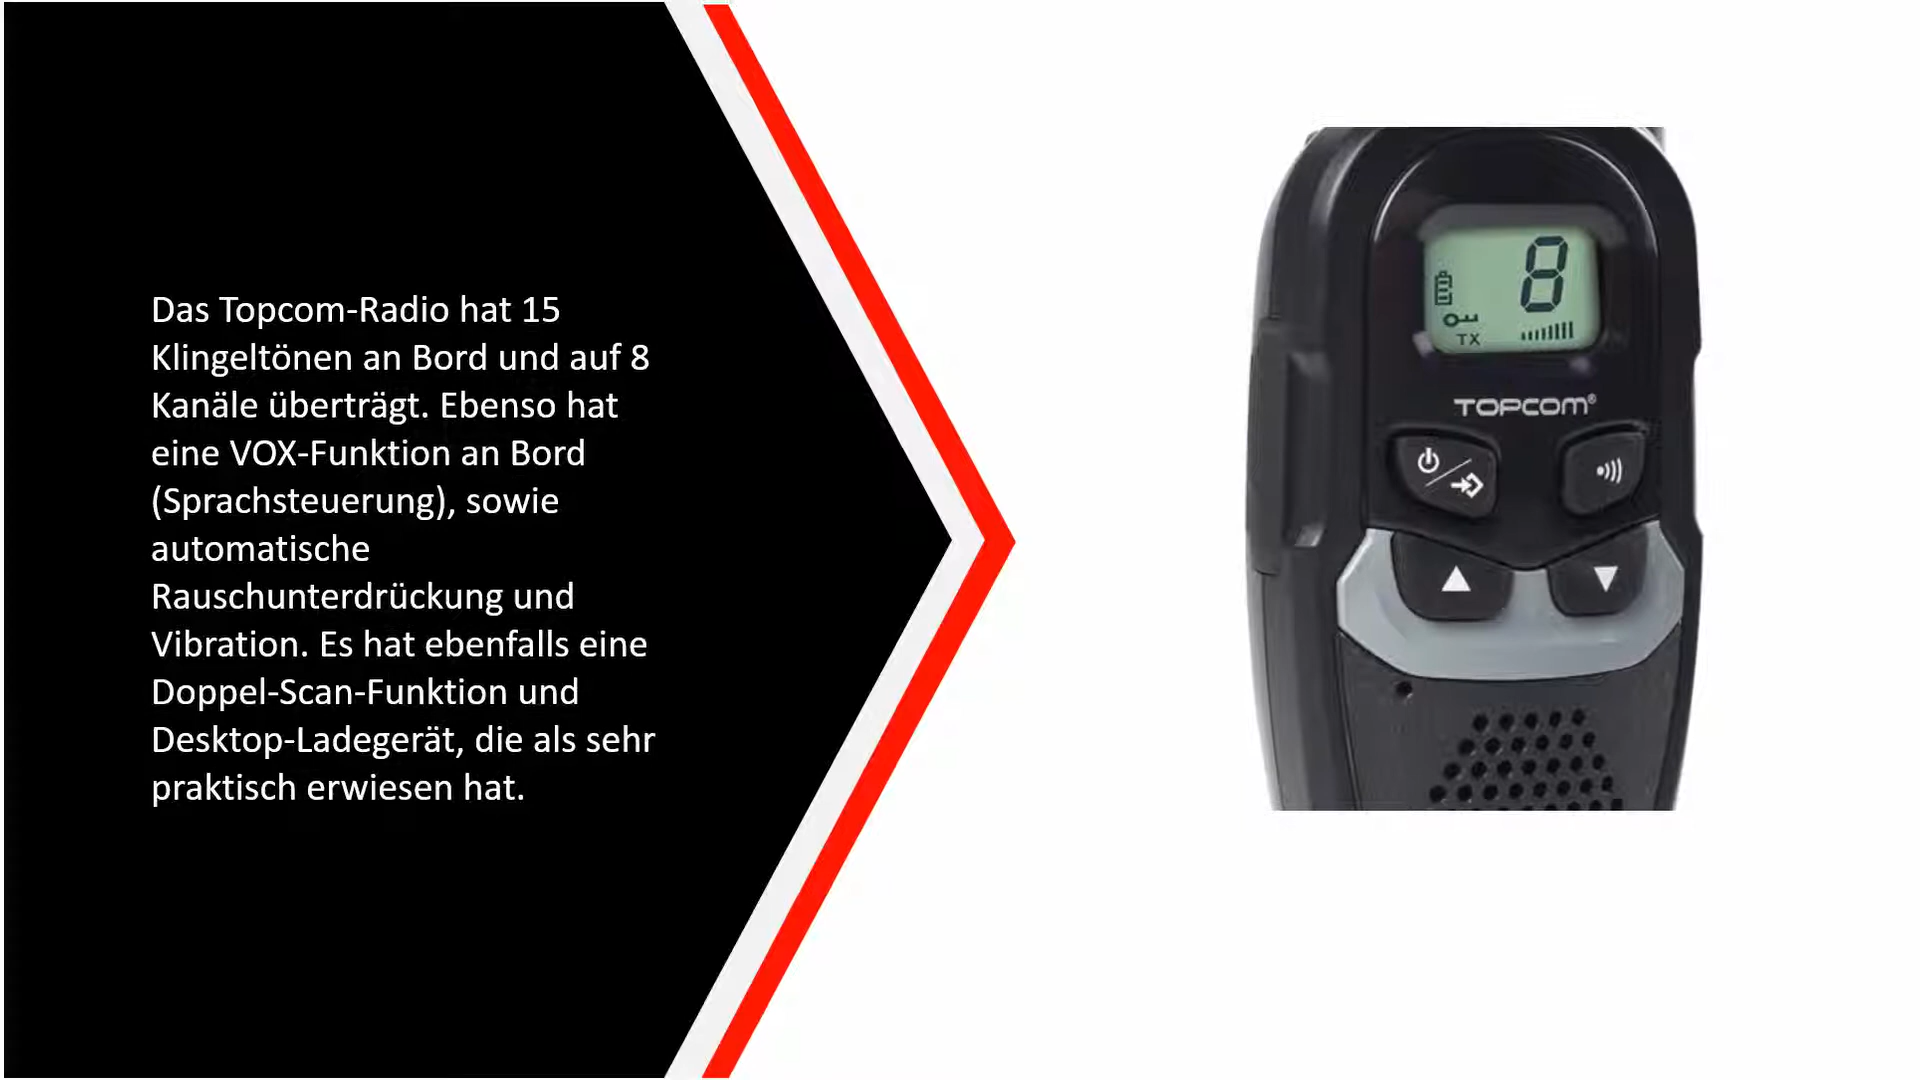 Das Topcom-Radio hat 15
Klingeltönen an Bord und auf 8
Kanäle überträgt. Ebenso hat
eine VOX-Funktion an Bord
(Sprachsteuerung), sowie
automatische
Rauschunterdrückung und
Vibration. Es hat ebenfalls eine
Doppel-Scan-Funktion und
Desktop-Ladegerät, die als sehr
praktisch erwiesen hat.
8
TX
TOPCOM®